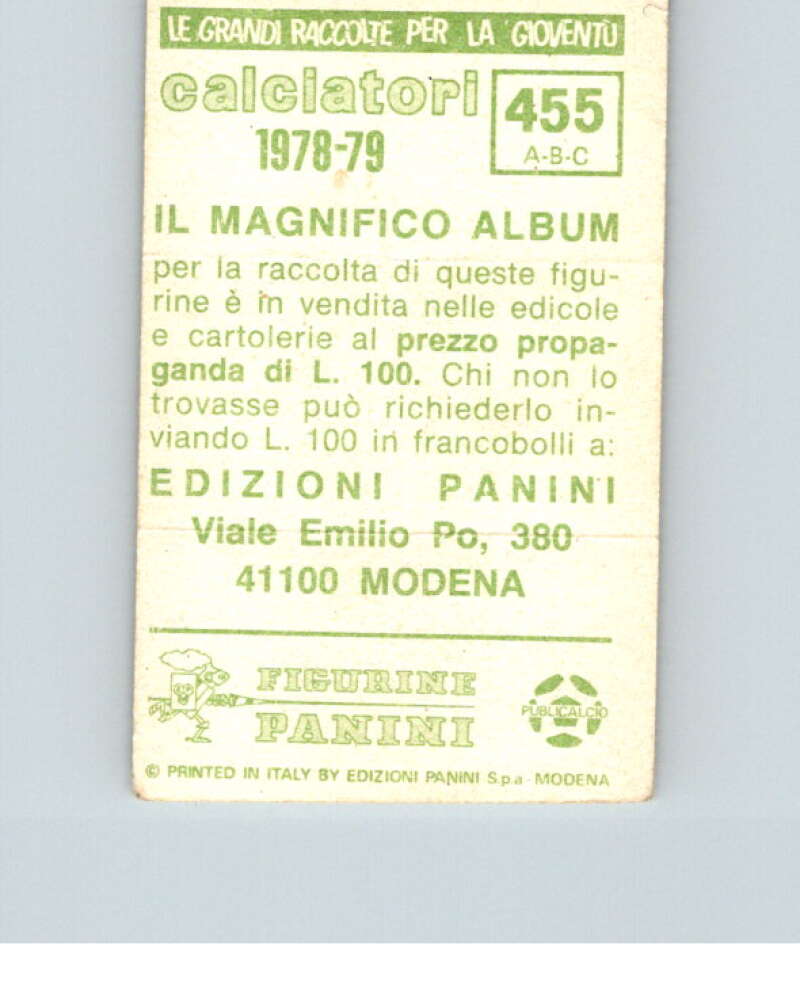 LE GRANDI RACCOLTE PER LA GIOVENTÙ
calciatori
1978-79
455
A-B-C
IL MAGNIFICO ALBUM
per la raccolta di queste figu-
rine è in vendita nelle edicole
e cartolerie al prezzo propa-
ganda di L. 100. Chi non lo
trovasse può richiederlo in-
viando L. 100 in francobolli a:
EDIZIONI PANINI
Viale Emilio Po, 380
41100 MODENA
FIGURINE
PANINI
PUBLICALCIO
© PRINTED IN ITALY BY EDIZIONI PANINI S.p.a - MODENA